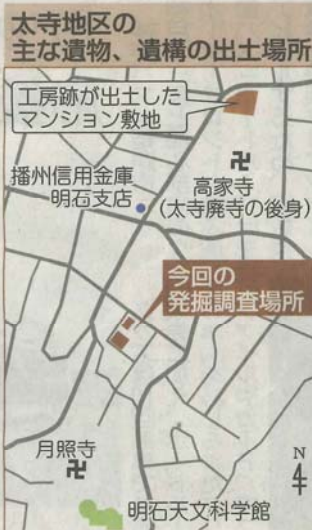 太寺地区の
主な遺物、遺構の出土場所
工房跡が出土した
マンション敷地
播州信用金庫
明石支店
卍
高家寺
(太寺廃寺の後身)
今回の
発掘調査場所
月照寺
卍
N
明石天文科学館